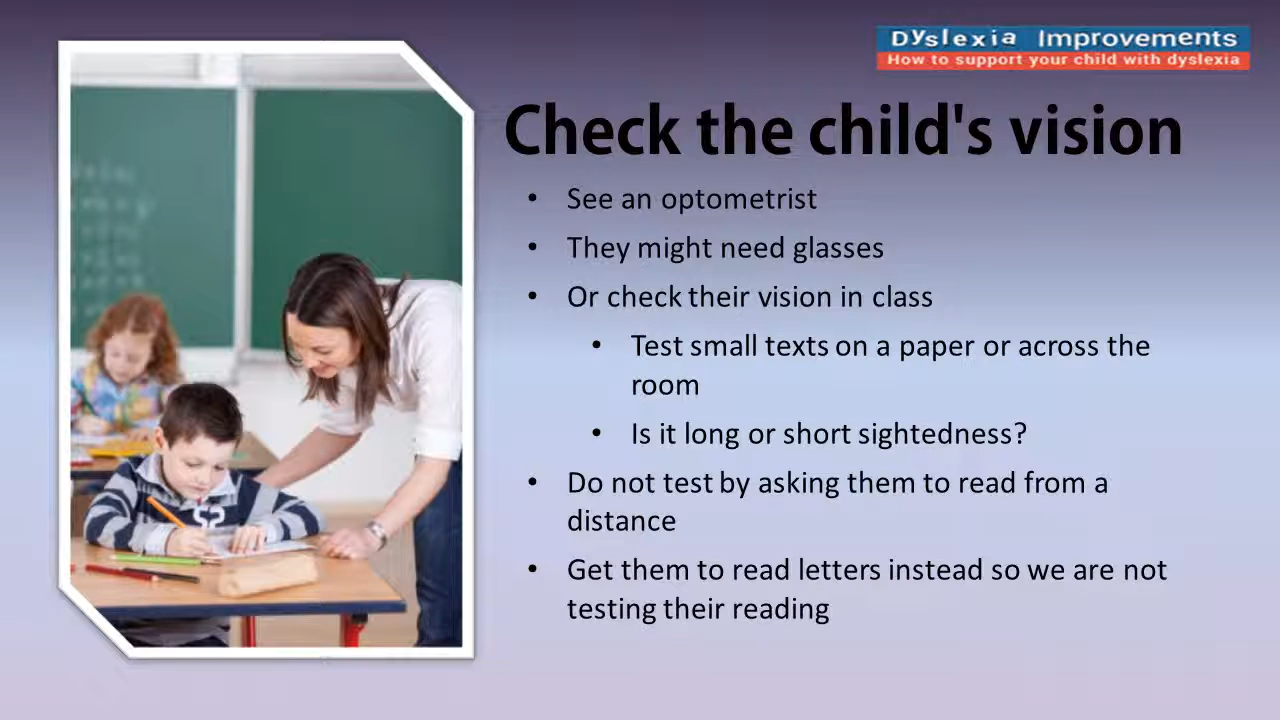 Dyslexia Improvements
How to support your child with dyslexia
Check the child's vision
• See an optometrist
• They might need glasses
• Or check their vision in class
• Test small texts on a paper or across the
room
• Is it long or short sightedness?
• Do not test by asking them to read from a
distance
• Get them to read letters instead so we are not
testing their reading